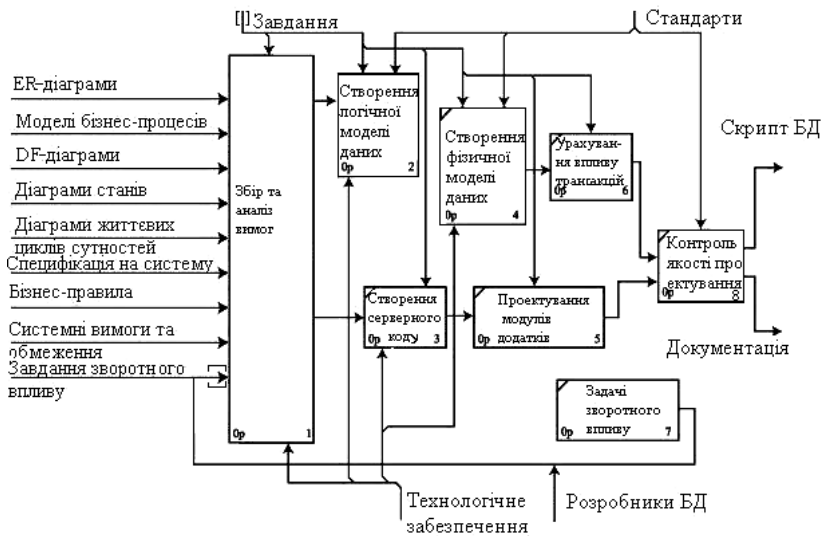 [ ] Завдання
Стандарти
ER-діаграми
Моделі бізнес-процесів
DF-діаграми
Діаграми станів
Діаграми життєвих
циклів сутностей
Специфікація на систему
Бізнес-правила
Системні вимоги та
обмеження
Завдання зворотного
впливу
Збір та
аналіз
вимог
0р 1
Створення
логічної
моделі
даних
0р 2
Створення
фізичної
моделі
даних
0р 4
Урахуван-
ня впливу
транзакцій
0р 6
Скрипт БД
Контроль
якості про
ектування
0р 8
Створення
серверного
коду
0р 3
Проектування
модулів
додатків
0р 5
Документація
Задачі
зворотного
впливу
0р 7
Технологічне
забезпечення
Розробники БД